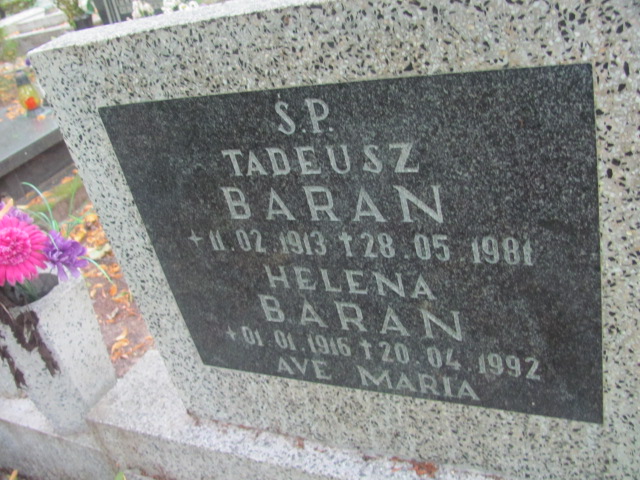 Ś.P.
TADEUSZ
BARAN
+ 11.02.1913 † 28.05.1981
HELENA
BARAN
+ 01.01.1916 † 20.04.1992
AVE MARIA